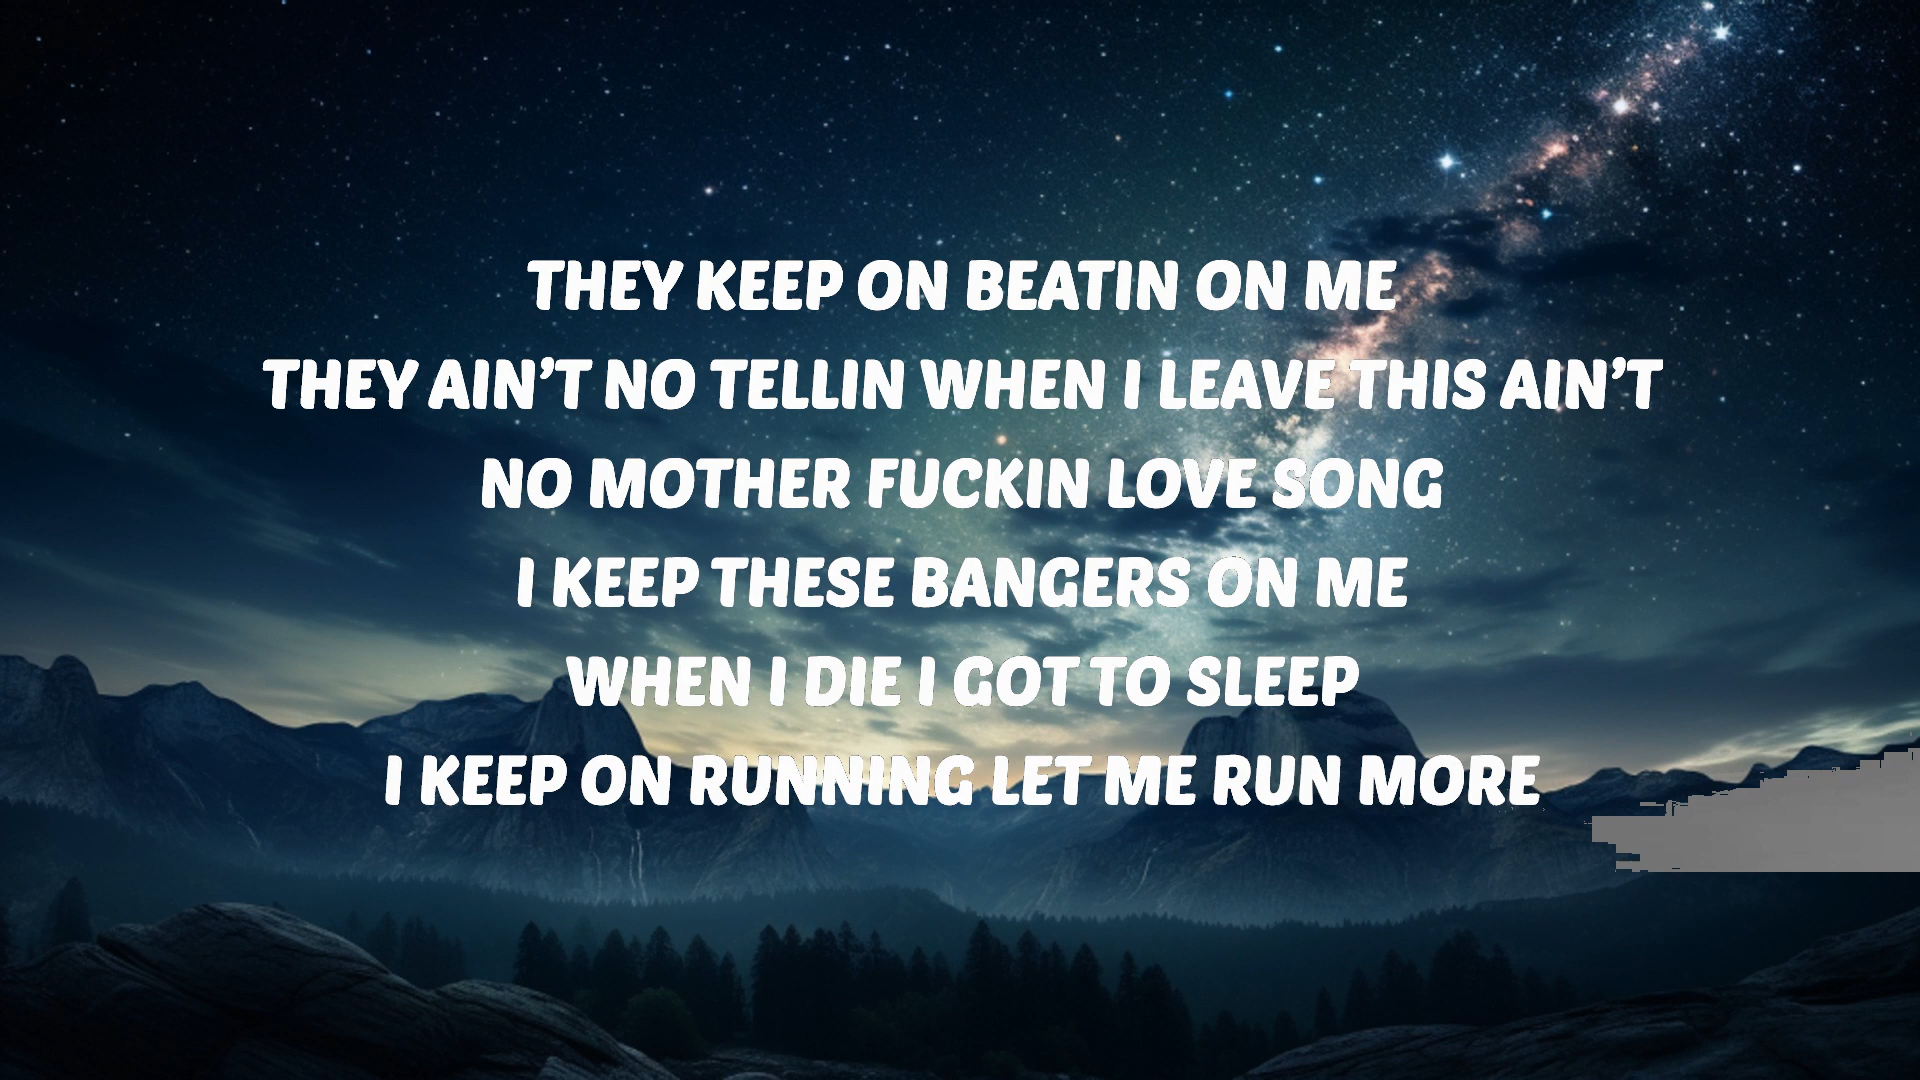 THEY KEEP ON BEATIN ON ME
THEY AIN’T NO TELLIN WHEN I LEAVE THIS AIN’T
NO MOTHER FUCKIN LOVE SONG
I KEEP THESE BANGERS ON ME
WHEN I DIE I GOT TO SLEEP
I KEEP ON RUNNING LET ME RUN MORE